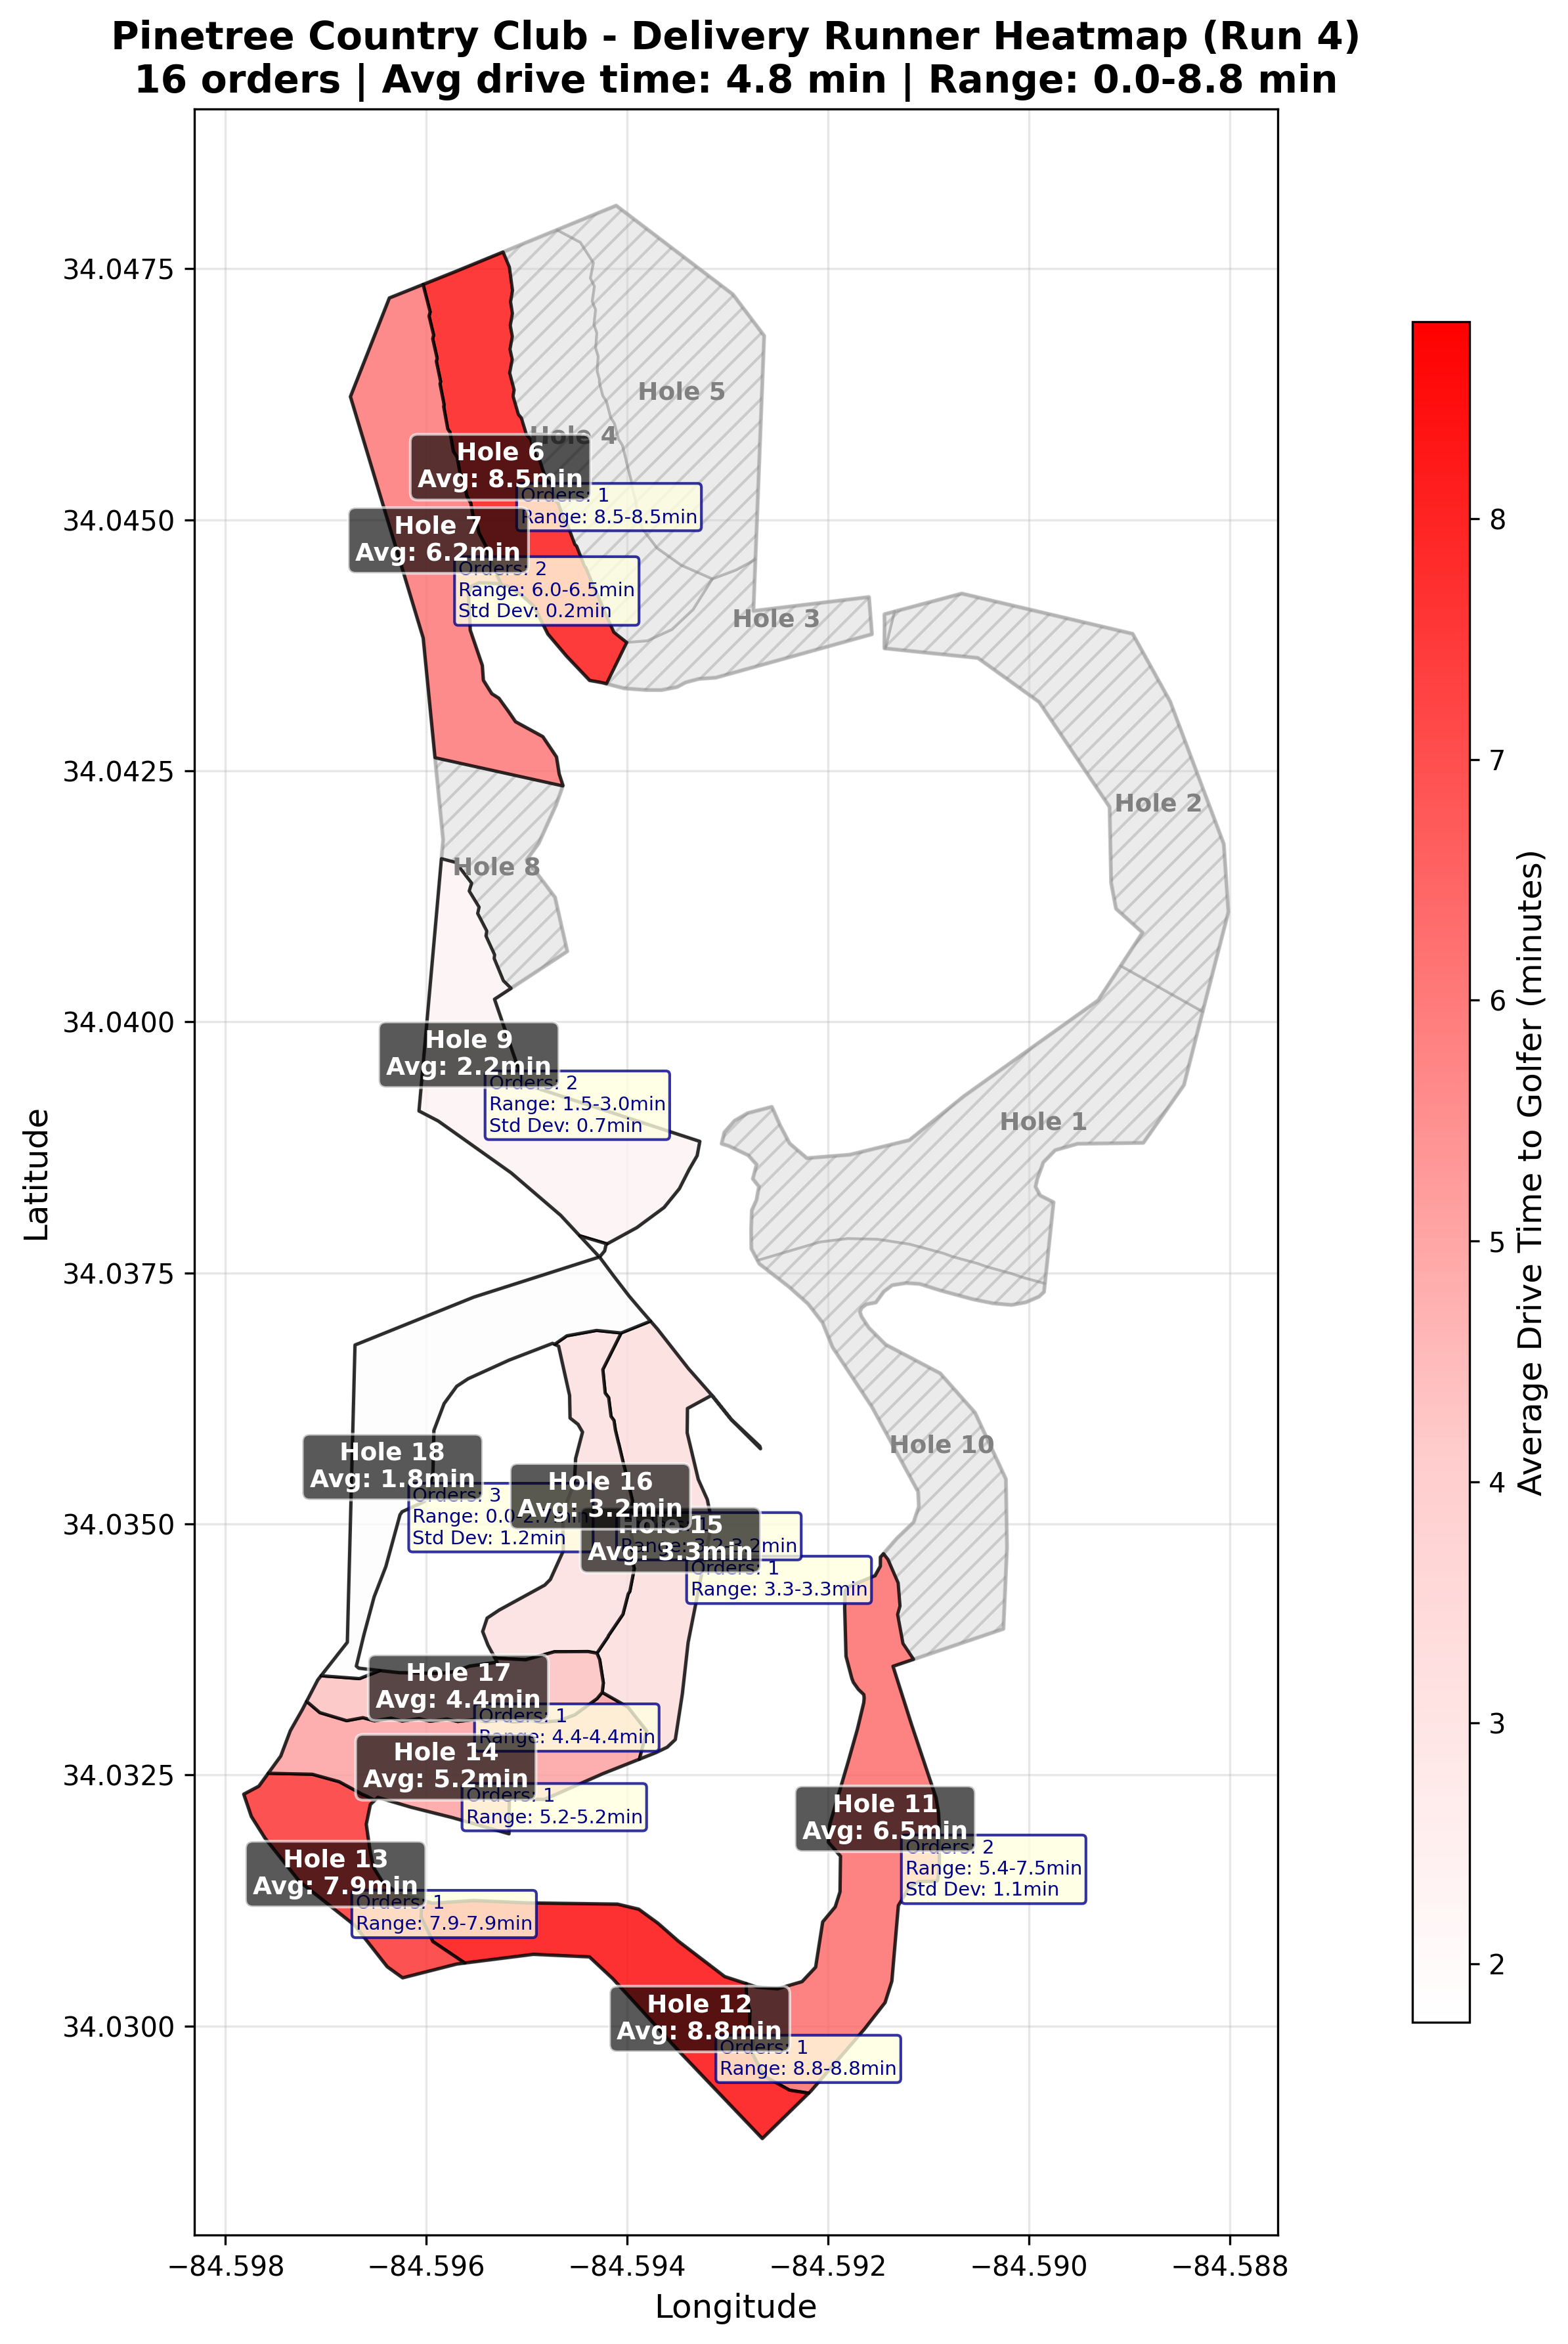 Pinetree Country Club - Delivery Runner Heatmap (Run 4)
16 orders | Avg drive time: 4.8 min | Range: 0.0-8.8 min
34.0475
34.0450
34.0425
34.0400
34.0375
34.0350
34.0325
34.0300
Latitude
Hole 5
Hole 4
Hole 6
Avg: 8.5min
Orders: 1
Range: 8.5-8.5min
Hole 7
Avg: 6.2min
Orders: 2
Range: 6.0-6.5min
Std Dev: 0.2min
Hole 3
Hole 2
Hole 8
Hole 9
Avg: 2.2min
Orders: 2
Range: 1.5-3.0min
Std Dev: 0.7min
Hole 1
Hole 10
Hole 18
Avg: 1.8min
Orders: 3
Range: 0.0-2.7min
Std Dev: 1.2min
Hole 16
Avg: 3.2min
Range: 3.2-3.2min
Hole 15
Avg: 3.3min
Orders: 1
Range: 3.3-3.3min
Hole 17
Avg: 4.4min
Orders: 1
Range: 4.4-4.4min
Hole 14
Avg: 5.2min
Orders: 1
Range: 5.2-5.2min
Hole 11
Avg: 6.5min
Orders: 2
Range: 5.4-7.5min
Std Dev: 1.1min
Hole 13
Avg: 7.9min
Orders: 1
Range: 7.9-7.9min
Hole 12
Avg: 8.8min
Orders: 1
Range: 8.8-8.8min
−84.598
−84.596
−84.594
−84.592
−84.590
−84.588
Longitude
8
7
6
5
4
3
2
Average Drive Time to Golfer (minutes)